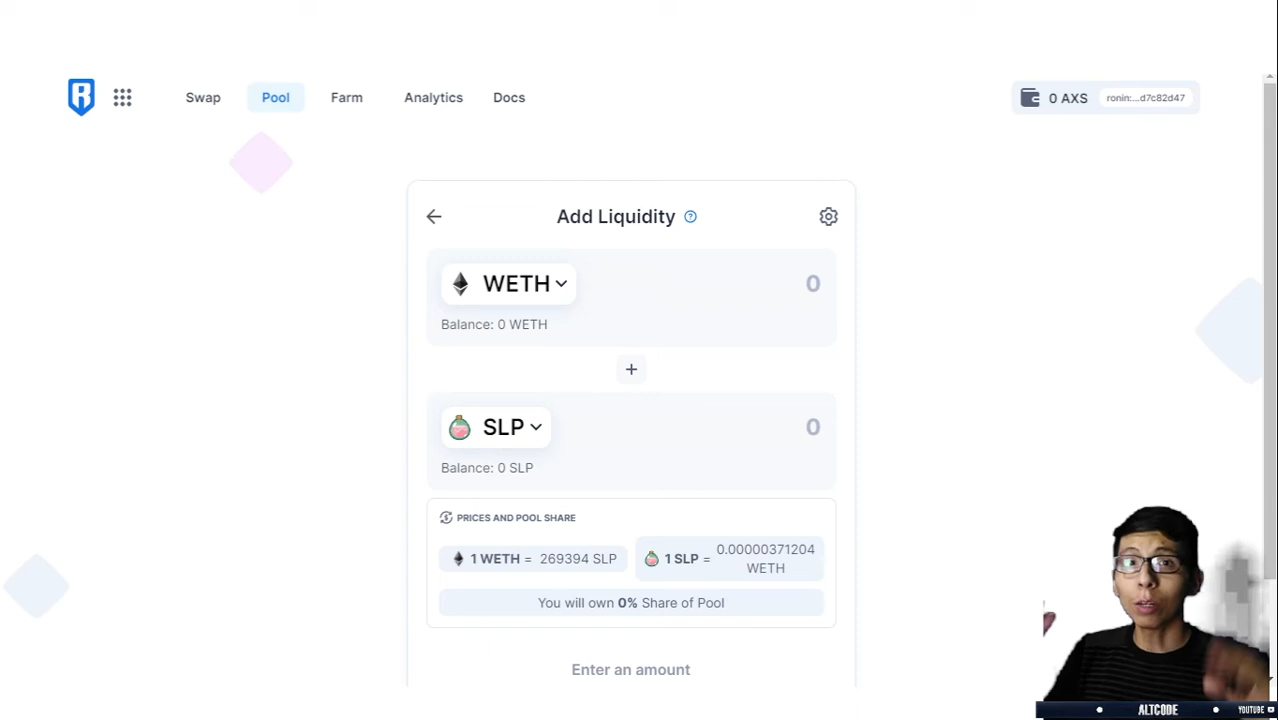 Swap
Pool
Farm
Analytics
Docs
0 AXS
ronin:...d7c82d47
Add Liquidity
WETH
0
Balance: 0 WETH
+
SLP
0
Balance: 0 SLP
PRICES AND POOL SHARE
1 WETH = 269394 SLP
1 SLP = 0.00000371204
WETH
You will own 0% Share of Pool
Enter an amount
ALTCODE
YOUTUBE